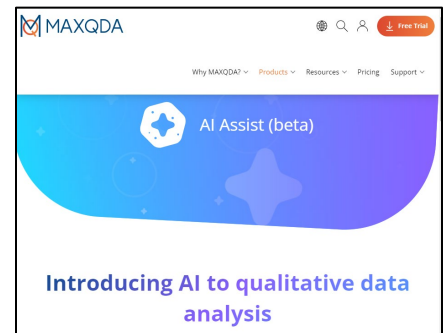 MAXQDA
Free Trial
Why MAXQDA? Products Resources Pricing Support
AI Assist (beta)
Introducing AI to qualitative data
analysis